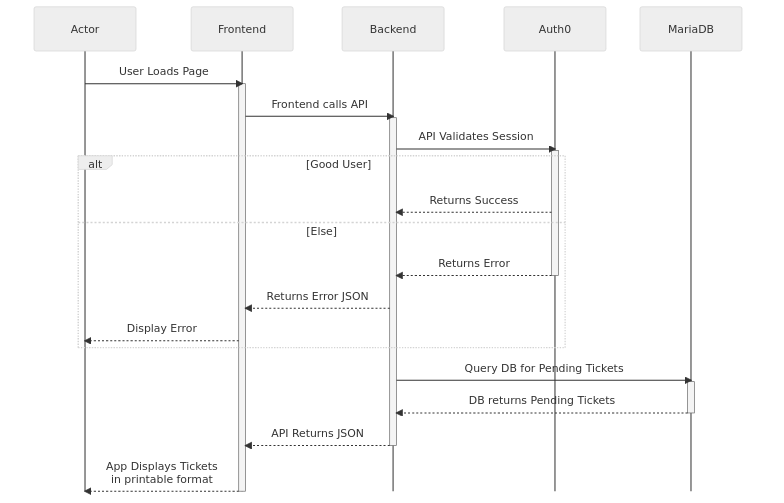 Actor
Frontend
Backend
Auth0
MariaDB
User Loads Page
Frontend calls API
API Validates Session
alt
[Good User]
Returns Success
[Else]
Returns Error
Returns Error JSON
Display Error
Query DB for Pending Tickets
DB returns Pending Tickets
API Returns JSON
App Displays Tickets
in printable format